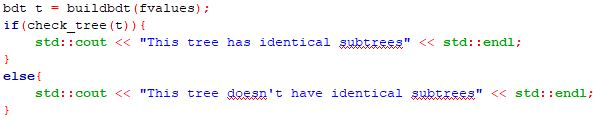 bdt t = buildbdt(fvalues);
if(check_tree(t)){
    std::cout << "This tree has identical subtrees" << std::endl;
}
else{
    std::cout << "This tree doesn't have identical subtrees" << std::endl;
}